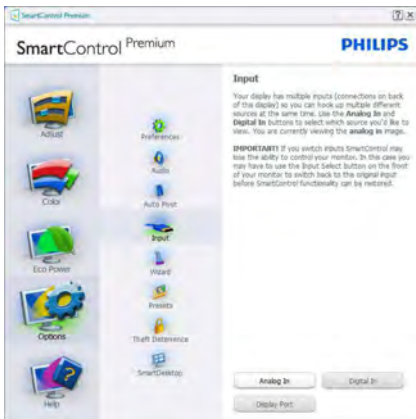 SmartControl Premium
SmartControl Premium
PHILIPS
Adjust
Color
Eco Power
Options
Help
Preferences
Audio
Auto Pivot
Input
Wizard
Presets
Theft Deterrence
SmartDesktop
Input
Your display has multiple inputs (connections on back
of the display) so you can hook up multiple different
sources at the same time. Use the Analog In and
Digital In buttons to select which source you'd like to
view. You are currently viewing the analog in image.
IMPORTANT! If you switch inputs SmartControl may
lose the ability to control your monitor. In this case you
may have to use the Input Select button on the front
of your monitor to switch back to the original input
before SmartControl functionality can be restored.
Analog In
Digital In
Display Port